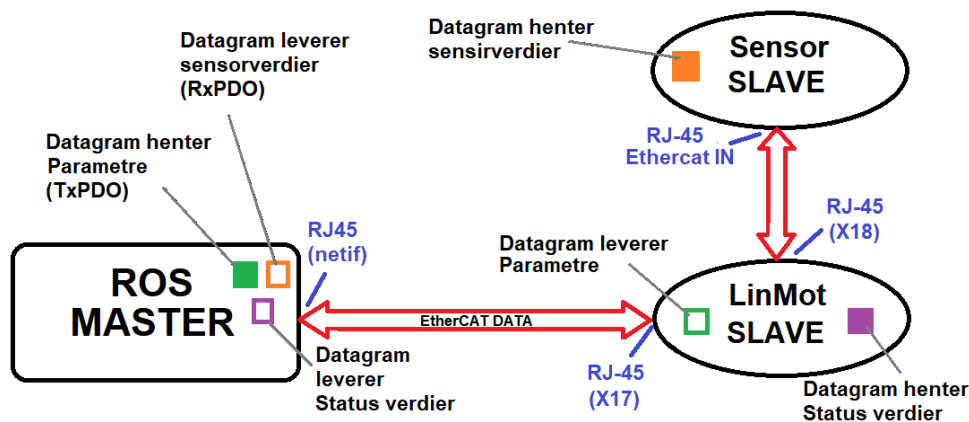 Datagram leverer
sensorverdier
(RxPDO)
Datagram henter
sensirverdier
Sensor
SLAVE
Datagram henter
Parametre
(TxPDO)
RJ-45
Ethercat IN
RJ45
(netif)
RJ-45
(X18)
Datagram leverer
Parametre
ROS
MASTER
EtherCAT DATA
LinMot
SLAVE
Datagram
leverer
Status verdier
RJ-45
(X17)
Datagram henter
Status verdier